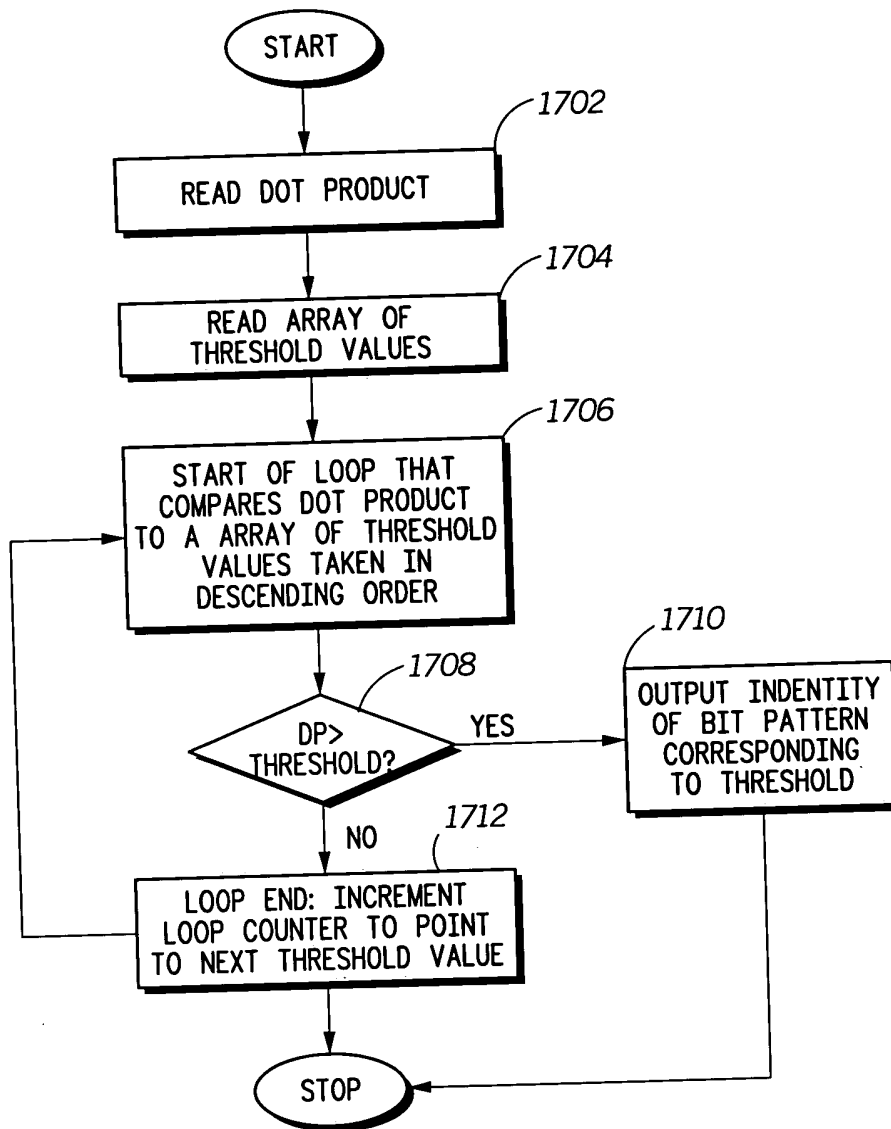 START
1702
READ DOT PRODUCT
1704
READ ARRAY OF
THRESHOLD VALUES
1706
START OF LOOP THAT
COMPARES DOT PRODUCT
TO A ARRAY OF THRESHOLD
VALUES TAKEN IN
DESCENDING ORDER
1708
DP>
THRESHOLD?
YES
1710
OUTPUT INDENTITY
OF BIT PATTERN
CORRESPONDING
TO THRESHOLD
NO
1712
LOOP END: INCREMENT
LOOP COUNTER TO POINT
TO NEXT THRESHOLD VALUE
STOP